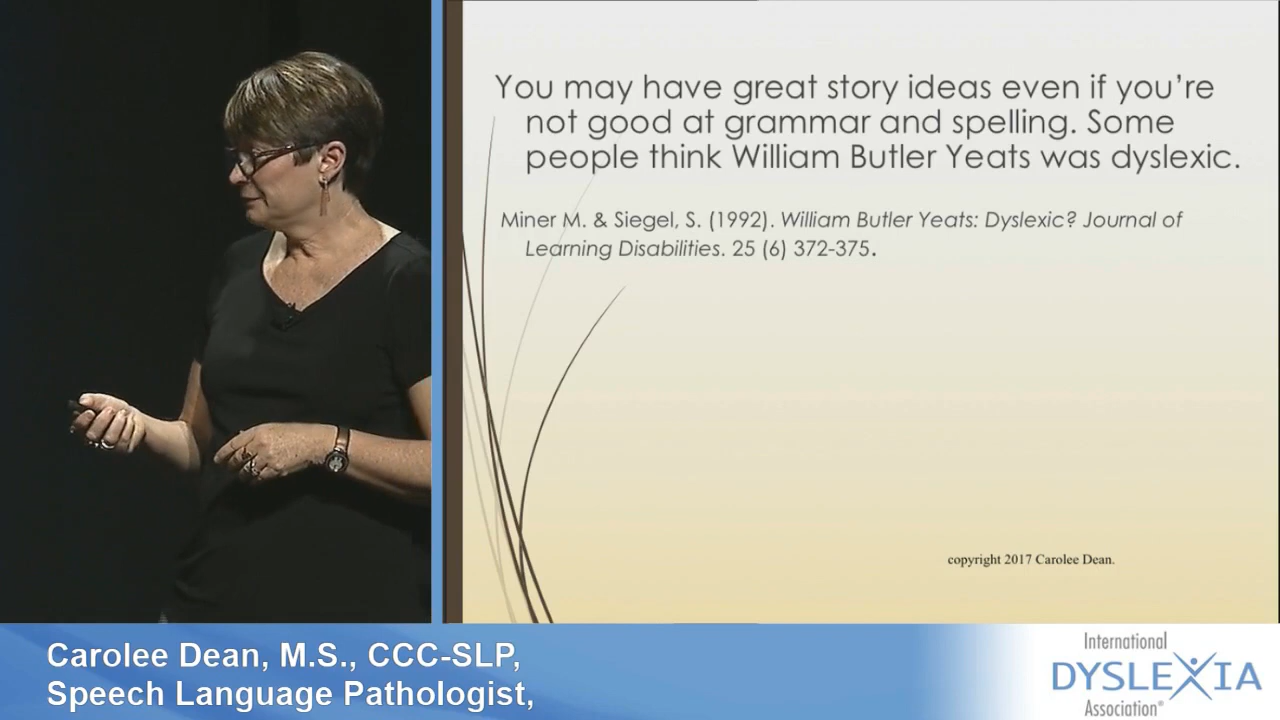 You may have great story ideas even if you're
not good at grammar and spelling. Some
people think William Butler Yeats was dyslexic.
Miner M. & Siegel, S. (1992). William Butler Yeats: Dyslexic? Journal of
Learning Disabilities. 25 (6) 372-375.
copyright 2017 Carolee Dean.
Carolee Dean, M.S., CCC-SLP,
Speech Language Pathologist,
International
DYSLEXIA
Association®